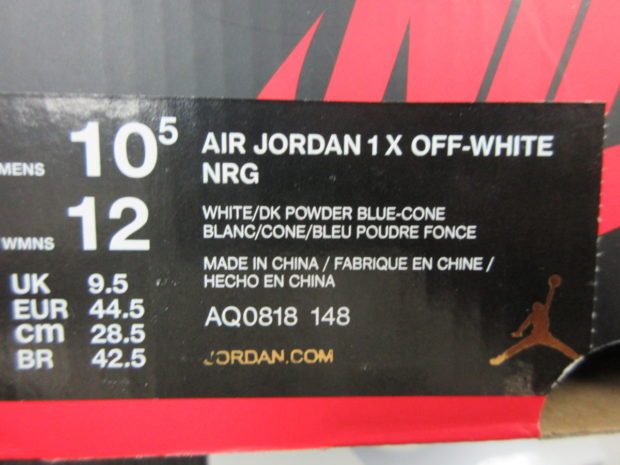 MENS 10⁵
WMNS 12
UK 9.5
EUR 44.5
cm 28.5
BR 42.5
AIR JORDAN 1 X OFF-WHITE
NRG
WHITE/DK POWDER BLUE-CONE
BLANC/CONE/BLEU POUDRE FONCE
MADE IN CHINA / FABRIQUE EN CHINE /
HECHO EN CHINA
AQ0818 148
JORDAN.COM